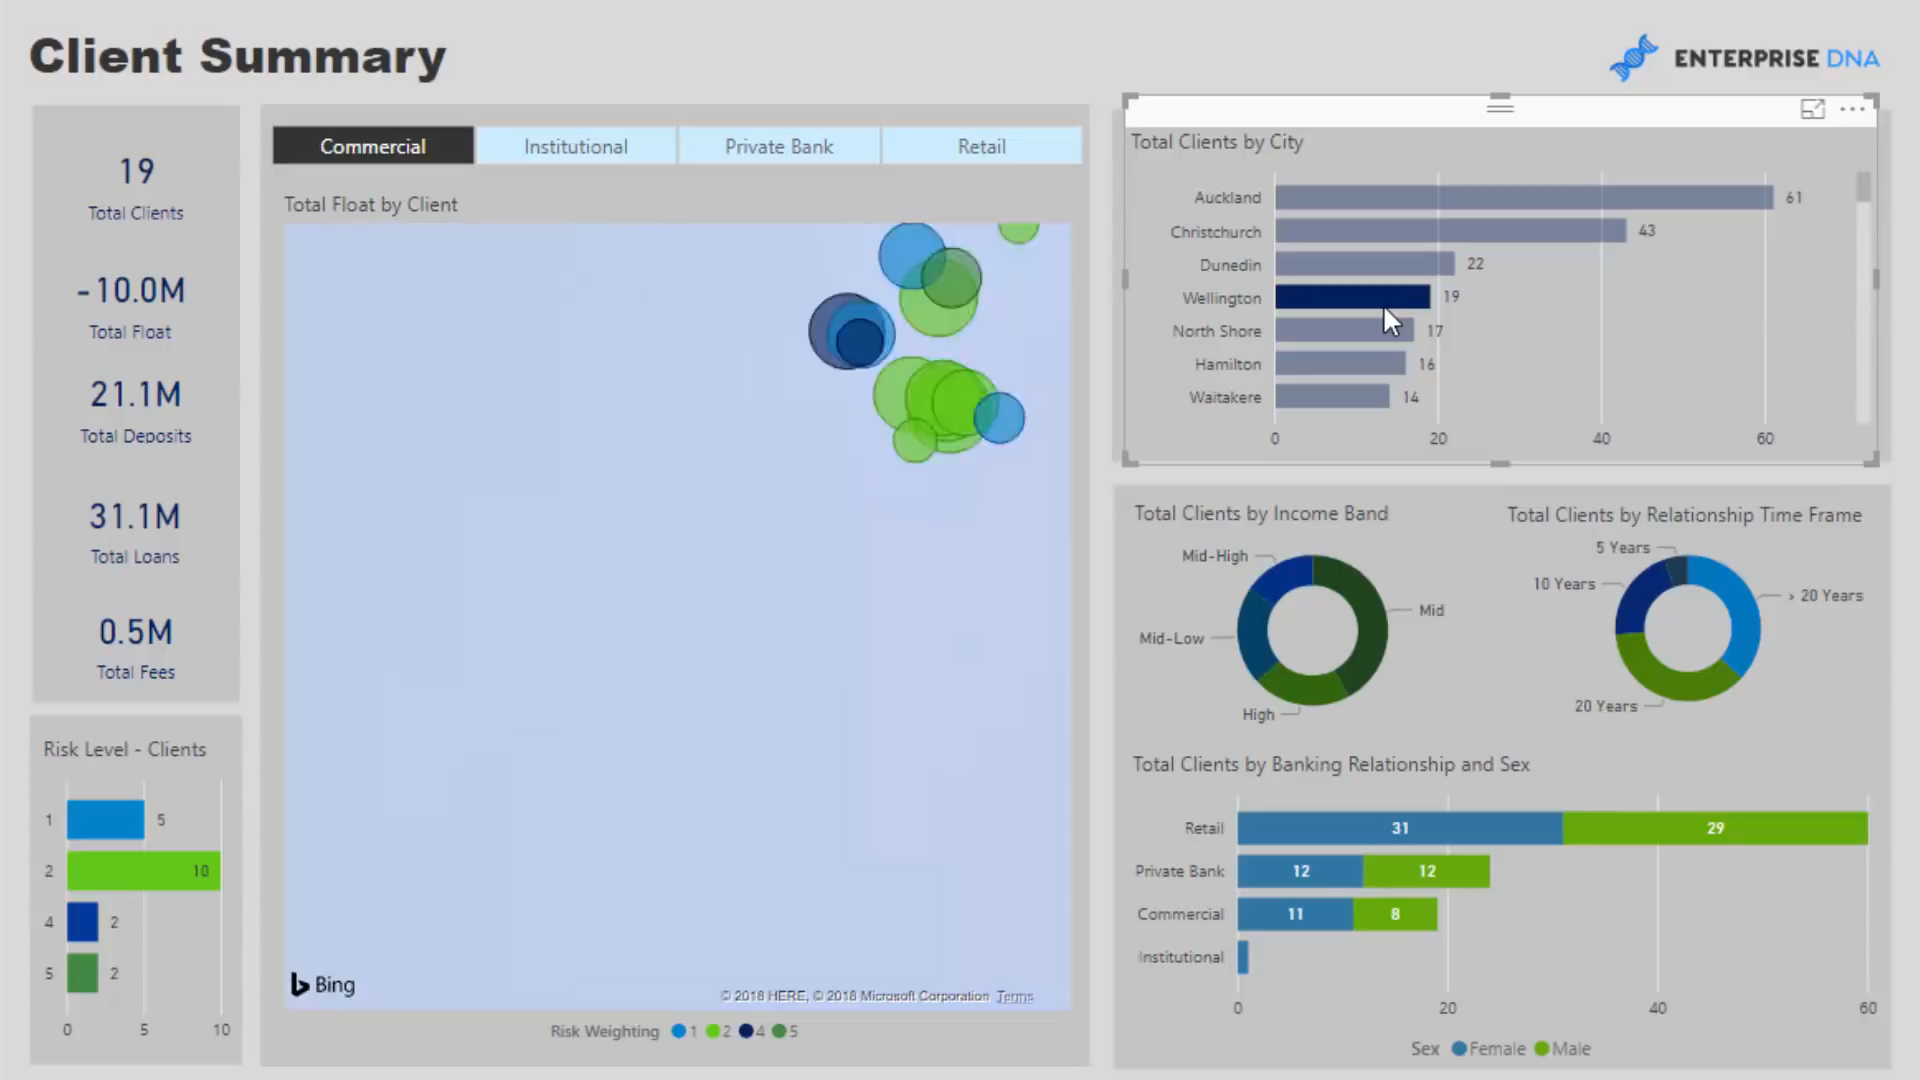 Client Summary
ENTERPRISE DNA
19
Total Clients
-10.0M
Total Float
21.1M
Total Deposits
31.1M
Total Loans
0.5M
Total Fees
Risk Level - Clients
1 5
2 10
4 2
5 2
0 5 10
Commercial Institutional Private Bank Retail
Total Float by Client
Bing
© 2018 HERE, © 2018 Microsoft Corporation Terms
Risk Weighting 1 2 4 5
Total Clients by City
Auckland 61
Christchurch 43
Dunedin 22
Wellington 19
North Shore 17
Hamilton 16
Waitakere 14
0 20 40 60
Total Clients by Income Band
Mid-High
Mid
Mid-Low
High
Total Clients by Relationship Time Frame
5 Years
10 Years
> 20 Years
20 Years
Total Clients by Banking Relationship and Sex
Retail 31 29
Private Bank 12 12
Commercial 11 8
Institutional
0 20 40 60
Sex Female Male